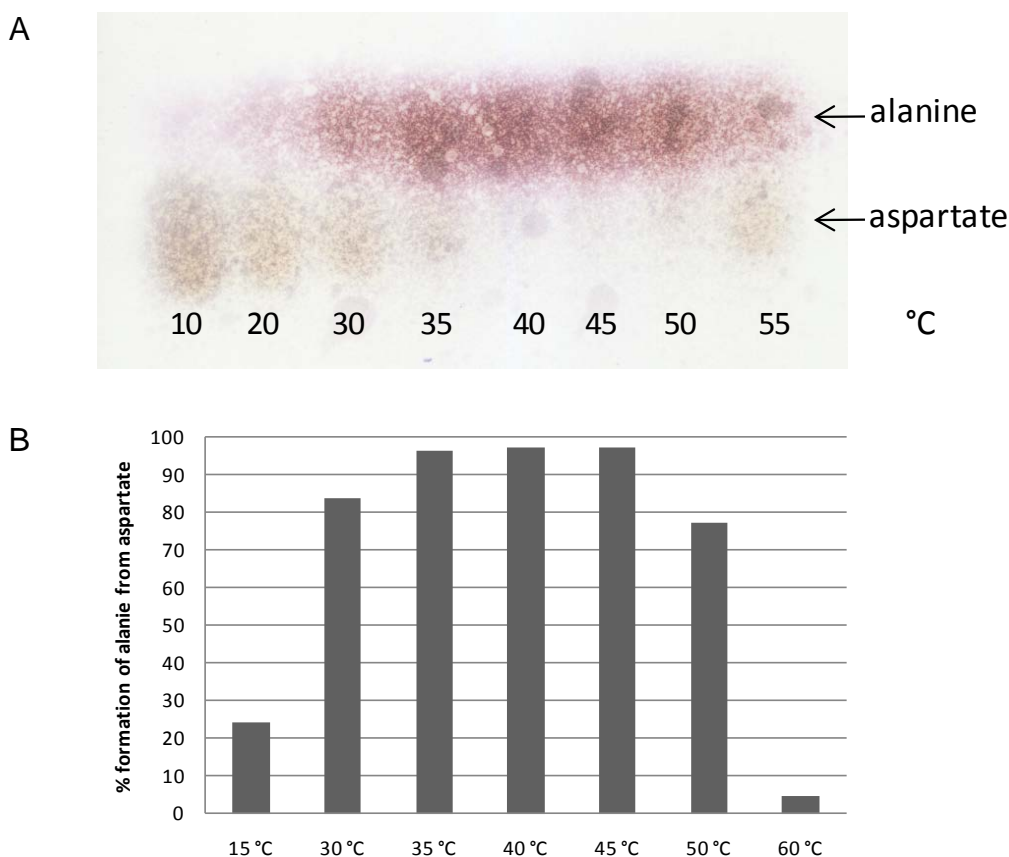 A
alanine
aspartate
10 20 30 35 40 45 50 55 °C
B
% formation of alanie from aspartate
100
90
80
70
60
50
40
30
20
10
0
15 °C 30 °C 35 °C 40 °C 45 °C 50 °C 60 °C